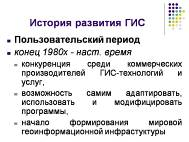 История развития ГИС
Пользовательский период
конец 1980х - наст. время
конкуренция среди коммерческих
производителей ГИС-технологий и
услуг,
возможность самим адаптировать,
использовать и модифицировать
программы,
начало формирования мировой
геоинформационной инфрастуктуры